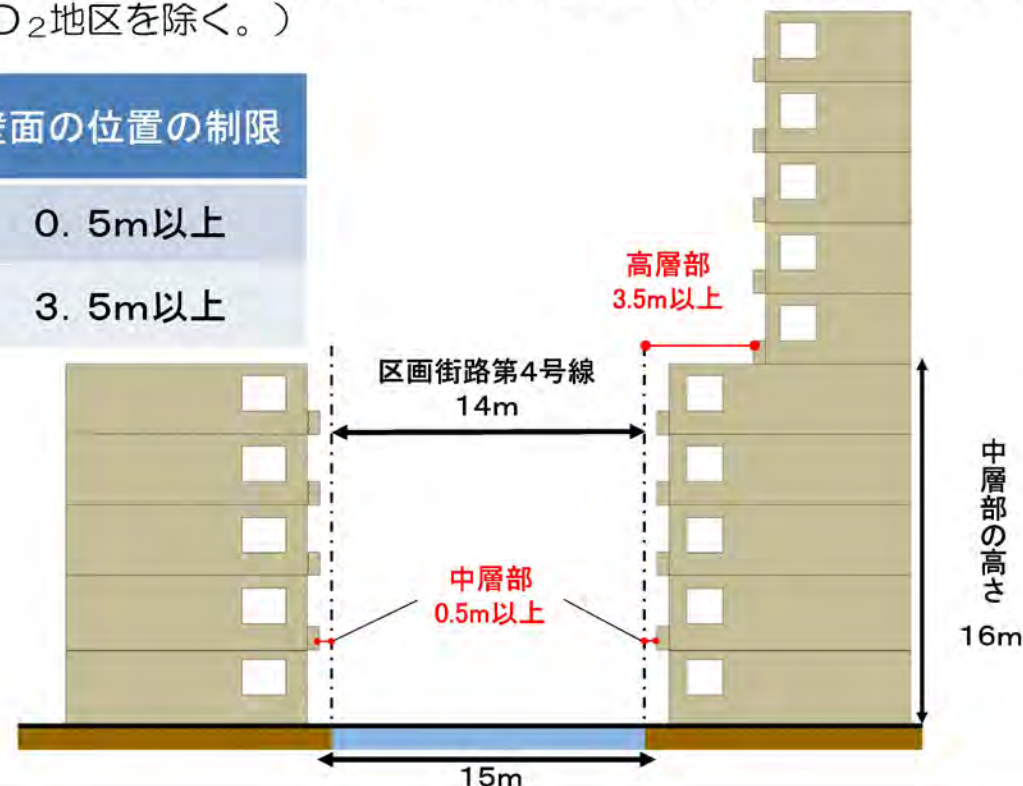 D₂地区を除く。)
面の位置の制限
0.5m以上
3.5m以上
高層部
3.5m以上
区画街路第4号線
14m
中層部
0.5m以上
中層部の高さ
16m
15m